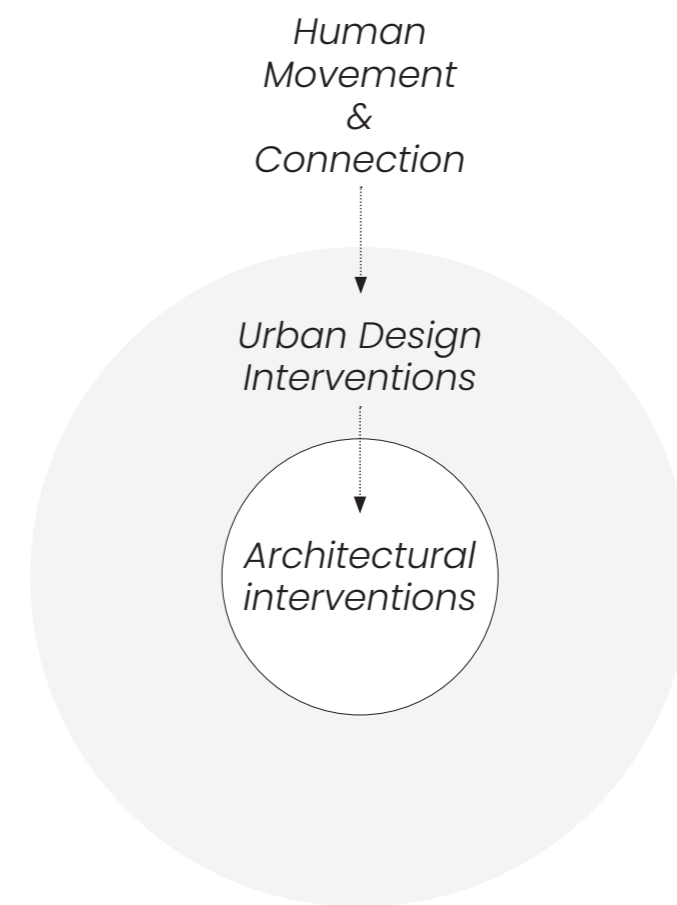 Human
Movement
&
Connection
Urban Design
Interventions
Architectural
interventions